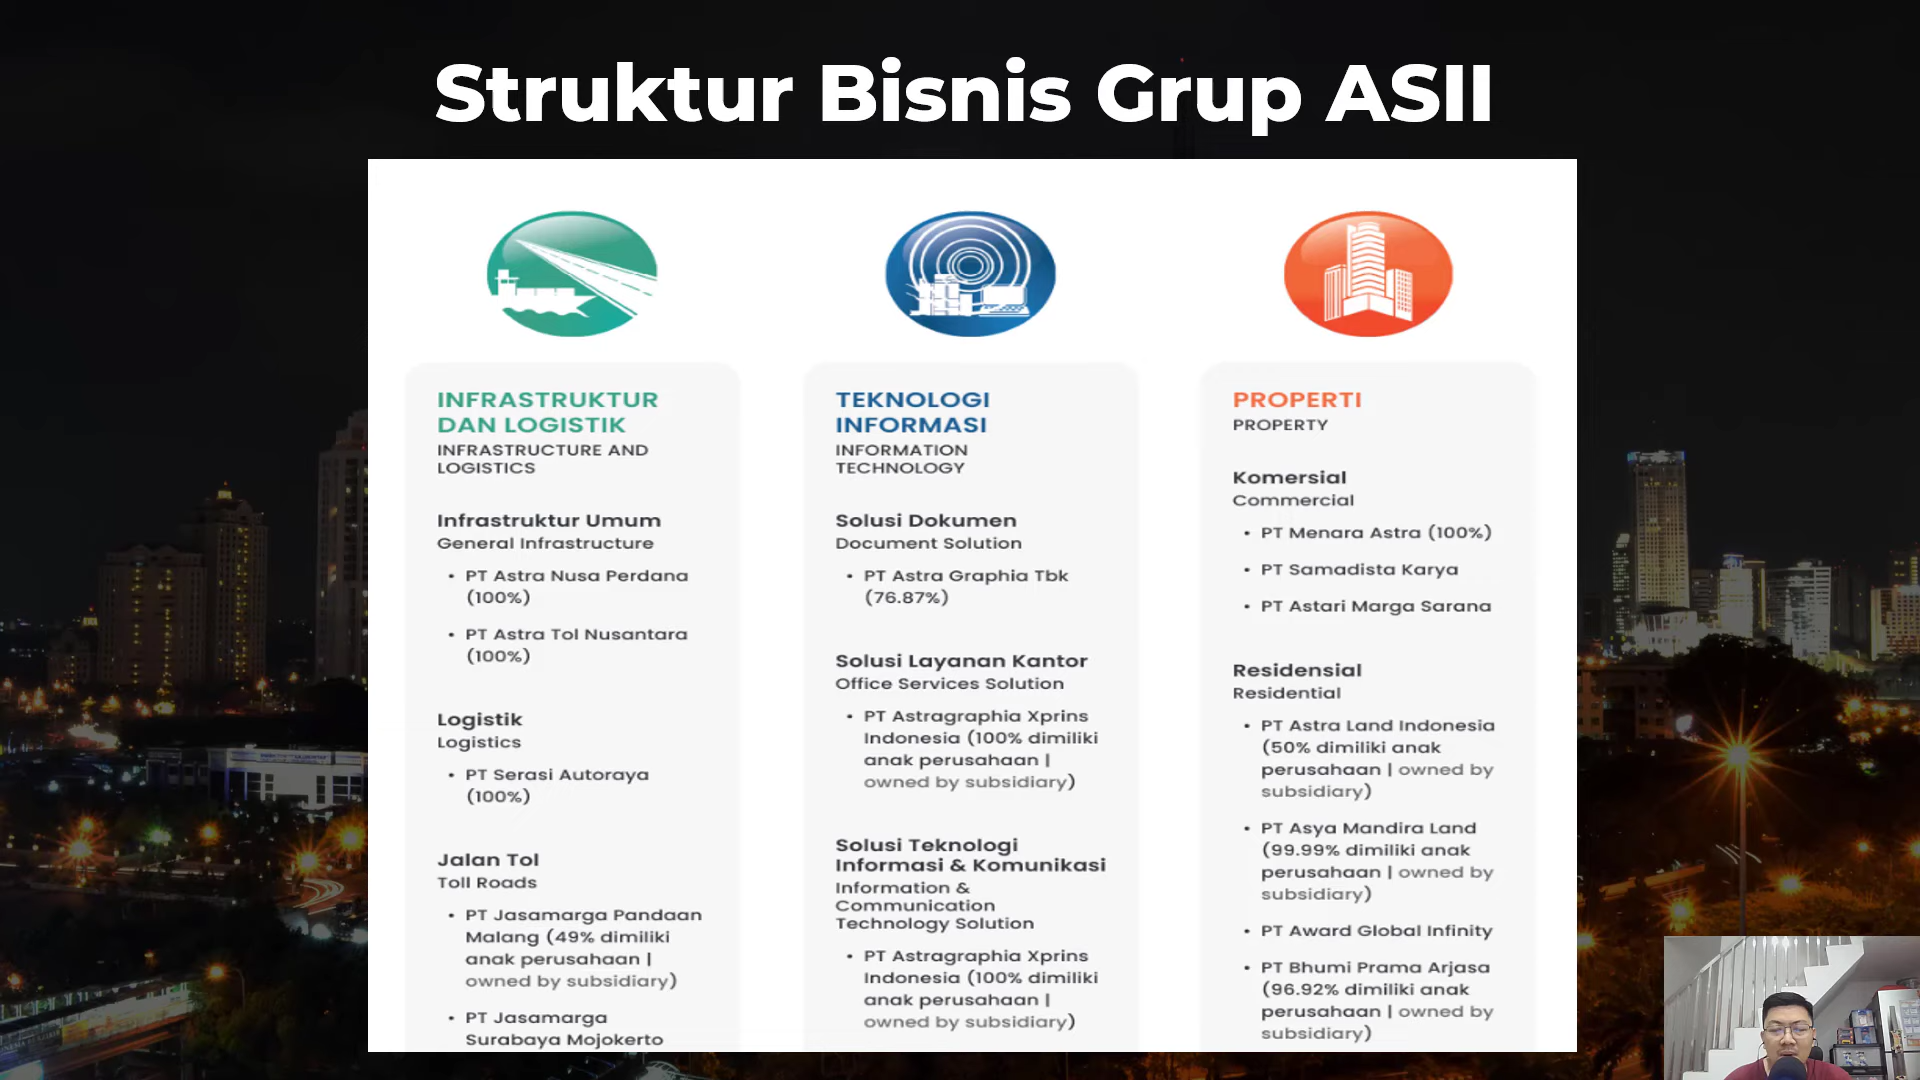 Struktur Bisnis Grup ASII
INFRASTRUKTUR
DAN LOGISTIK
INFRASTRUCTURE AND
LOGISTICS
Infrastruktur Umum
General Infrastructure
• PT Astra Nusa Perdana
(100%)
• PT Astra Tol Nusantara
(100%)
Logistik
Logistics
• PT Serasi Autoraya
(100%)
Jalan Tol
Toll Roads
• PT Jasamarga Pandaan
Malang (49% dimiliki
anak perusahaan |
owned by subsidiary)
• PT Jasamarga
Surabaya Mojokerto
TEKNOLOGI
INFORMASI
INFORMATION
TECHNOLOGY
Solusi Dokumen
Document Solution
• PT Astra Graphia Tbk
(76.87%)
Solusi Layanan Kantor
Office Services Solution
• PT Astragraphia Xprins
Indonesia (100% dimiliki
anak perusahaan |
owned by subsidiary)
Solusi Teknologi
Informasi & Komunikasi
Information &
Communication
Technology Solution
• PT Astragraphia Xprins
Indonesia (100% dimiliki
anak perusahaan |
owned by subsidiary)
PROPERTI
PROPERTY
Komersial
Commercial
• PT Menara Astra (100%)
• PT Samadista Karya
• PT Astari Marga Sarana
Residensial
Residential
• PT Astra Land Indonesia
(50% dimiliki anak
perusahaan | owned by
subsidiary)
• PT Asya Mandira Land
(99.99% dimiliki anak
perusahaan | owned by
subsidiary)
• PT Award Global Infinity
• PT Bhumi Prama Arjasa
(96.92% dimiliki anak
perusahaan | owned by
subsidiary)